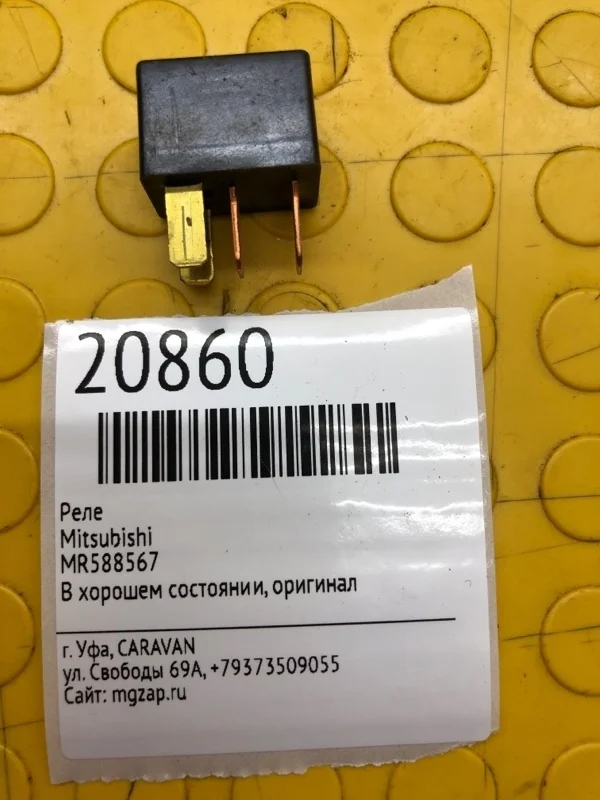 20860
Реле
Mitsubishi
MR588567
В хорошем состоянии, оригинал
г. Уфа, CARAVAN
ул. Свободы 69А, +79373509055
Сайт: mgzap.ru